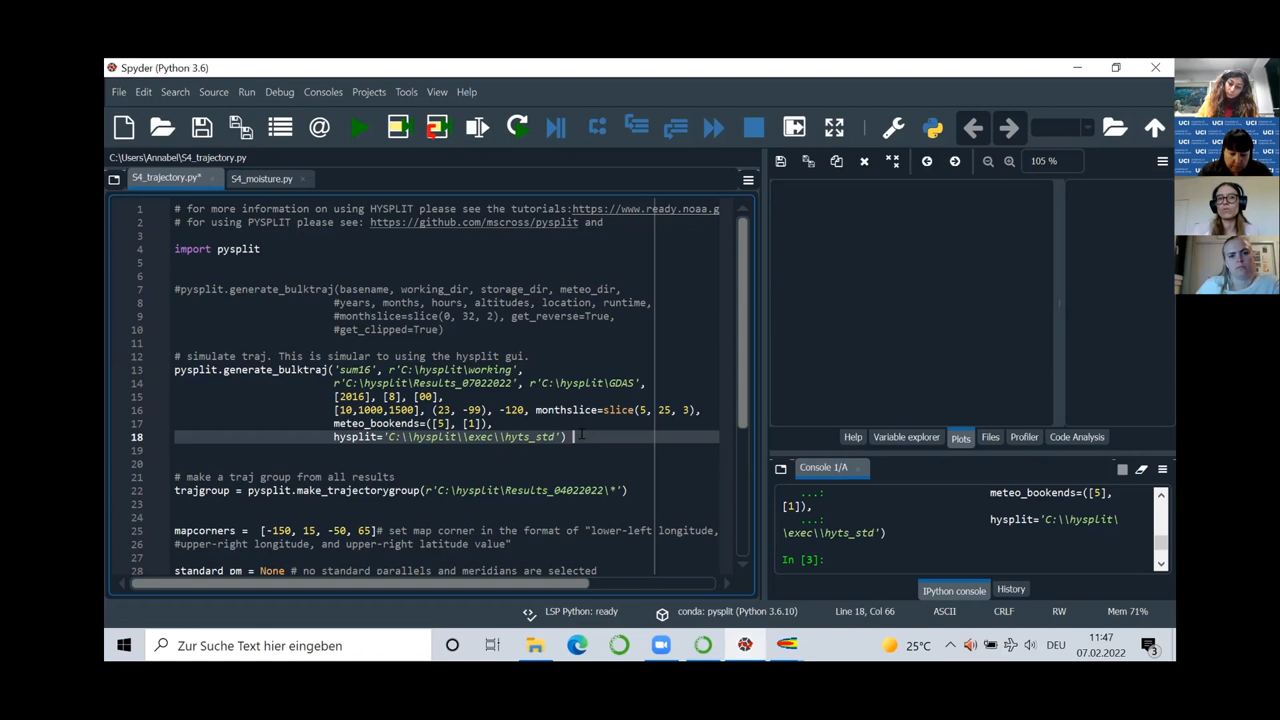 Spyder (Python 3.6)
File Edit Search Source Run Debug Consoles Projects Tools View Help
C:\Users\Annabel\S4_trajectory.py
105 %
S4_trajectory.py*
S4_moisture.py
1 # for more information on using HYSPLIT please see the tutorials:https://www.ready.noaa.g
2 # for using PYSPLIT please see: https://github.com/mscross/pysplit and
3
4 import pysplit
5
6
7 #pysplit.generate_bulktraj(basename, working_dir, storage_dir, meteo_dir,
8 #years, months, hours, altitudes, location, runtime,
9 #monthslice=slice(0, 32, 2), get_reverse=True,
10 #get_clipped=True)
11
12 # simulate traj. This is simular to using the hysplit gui.
13 pysplit.generate_bulktraj('sum16', r'C:\hysplit\working',
14 r'C:\hysplit\Results_07022022', r'C:\hysplit\GDAS',
15 [2016], [8], [00],
16 [10,1000,1500], (23, -99), -120, monthslice=slice(5, 25, 3),
17 meteo_bookends=([5], [1]),
18 hysplit='C:\\hysplit\\exec\\hyts_std')
19
20
21 # make a traj group from all results
22 trajgroup = pysplit.make_trajectorygroup(r'C:\hysplit\Results_04022022\*')
23
24
25 mapcorners = [-150, 15, -50, 65]# set map corner in the format of "lower-left longitude,
26 #upper-right longitude, and upper-right latitude value"
27
28 standard_pm = None # no standard parallels and meridians are selected
Help Variable explorer Plots Files Profiler Code Analysis
Console 1/A
...: meteo_bookends=([5],
[1]),
...: hysplit='C:\\hysplit\
\exec\\hyts_std')
In [3]:
IPython console History
LSP Python: ready conda: pysplit (Python 3.6.10) Line 18, Col 66 ASCII CRLF RW Mem 71%
Zur Suche Text hier eingeben
25°C
DEU
11:47
07.02.2022
3
UCI
UCI
UCI